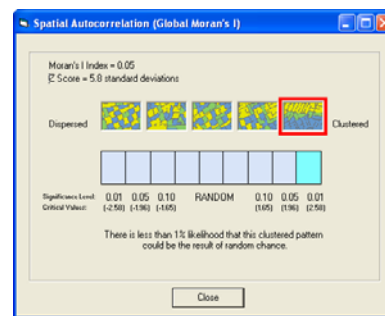 Spatial Autocorrelation (Global Moran's I)
Moran's I Index = 0.05
Z Score = 5.8 standard deviations
Dispersed Clustered
Significance Level: 0.01 0.05 0.10 RANDOM 0.10 0.05 0.01
Critical Values: (-2.58) (-1.96) (-1.65) (1.65) (1.96) (2.58)
There is less than 1% likelihood that this clustered pattern
could be the result of random chance.
Close